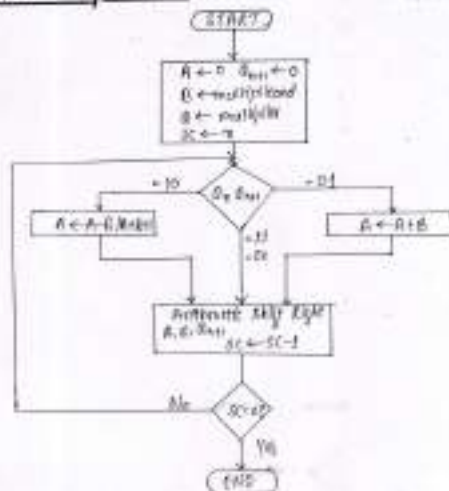 START
A ← 0 Qn+1 ← 0
B ← multiplicand
Q ← multiplier
SC ← n
= 10
= 01
Qn Qn+1
A ← A + B
= 11
= 00
Arithmetic Shift Right
A, Q, Qn+1
SC ← SC-1
No
SC=0?
Yes
END